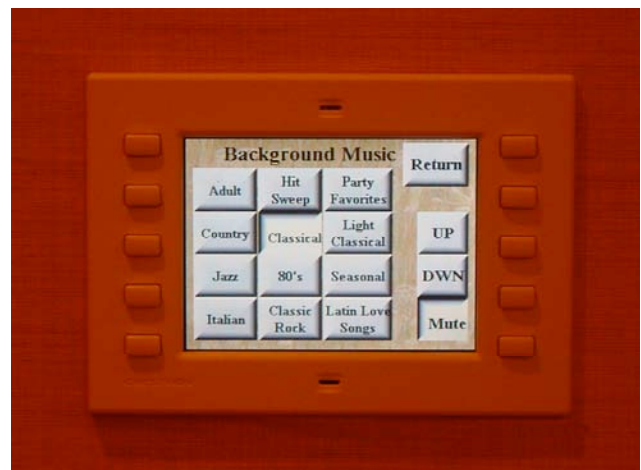 Background Music
Return
Adult
Hit
Sweep
Party
Favorites
Country
Classical
Light
Classical
UP
Jazz
80's
Seasonal
DWN
Italian
Classic
Rock
Latin Love
Songs
Mute